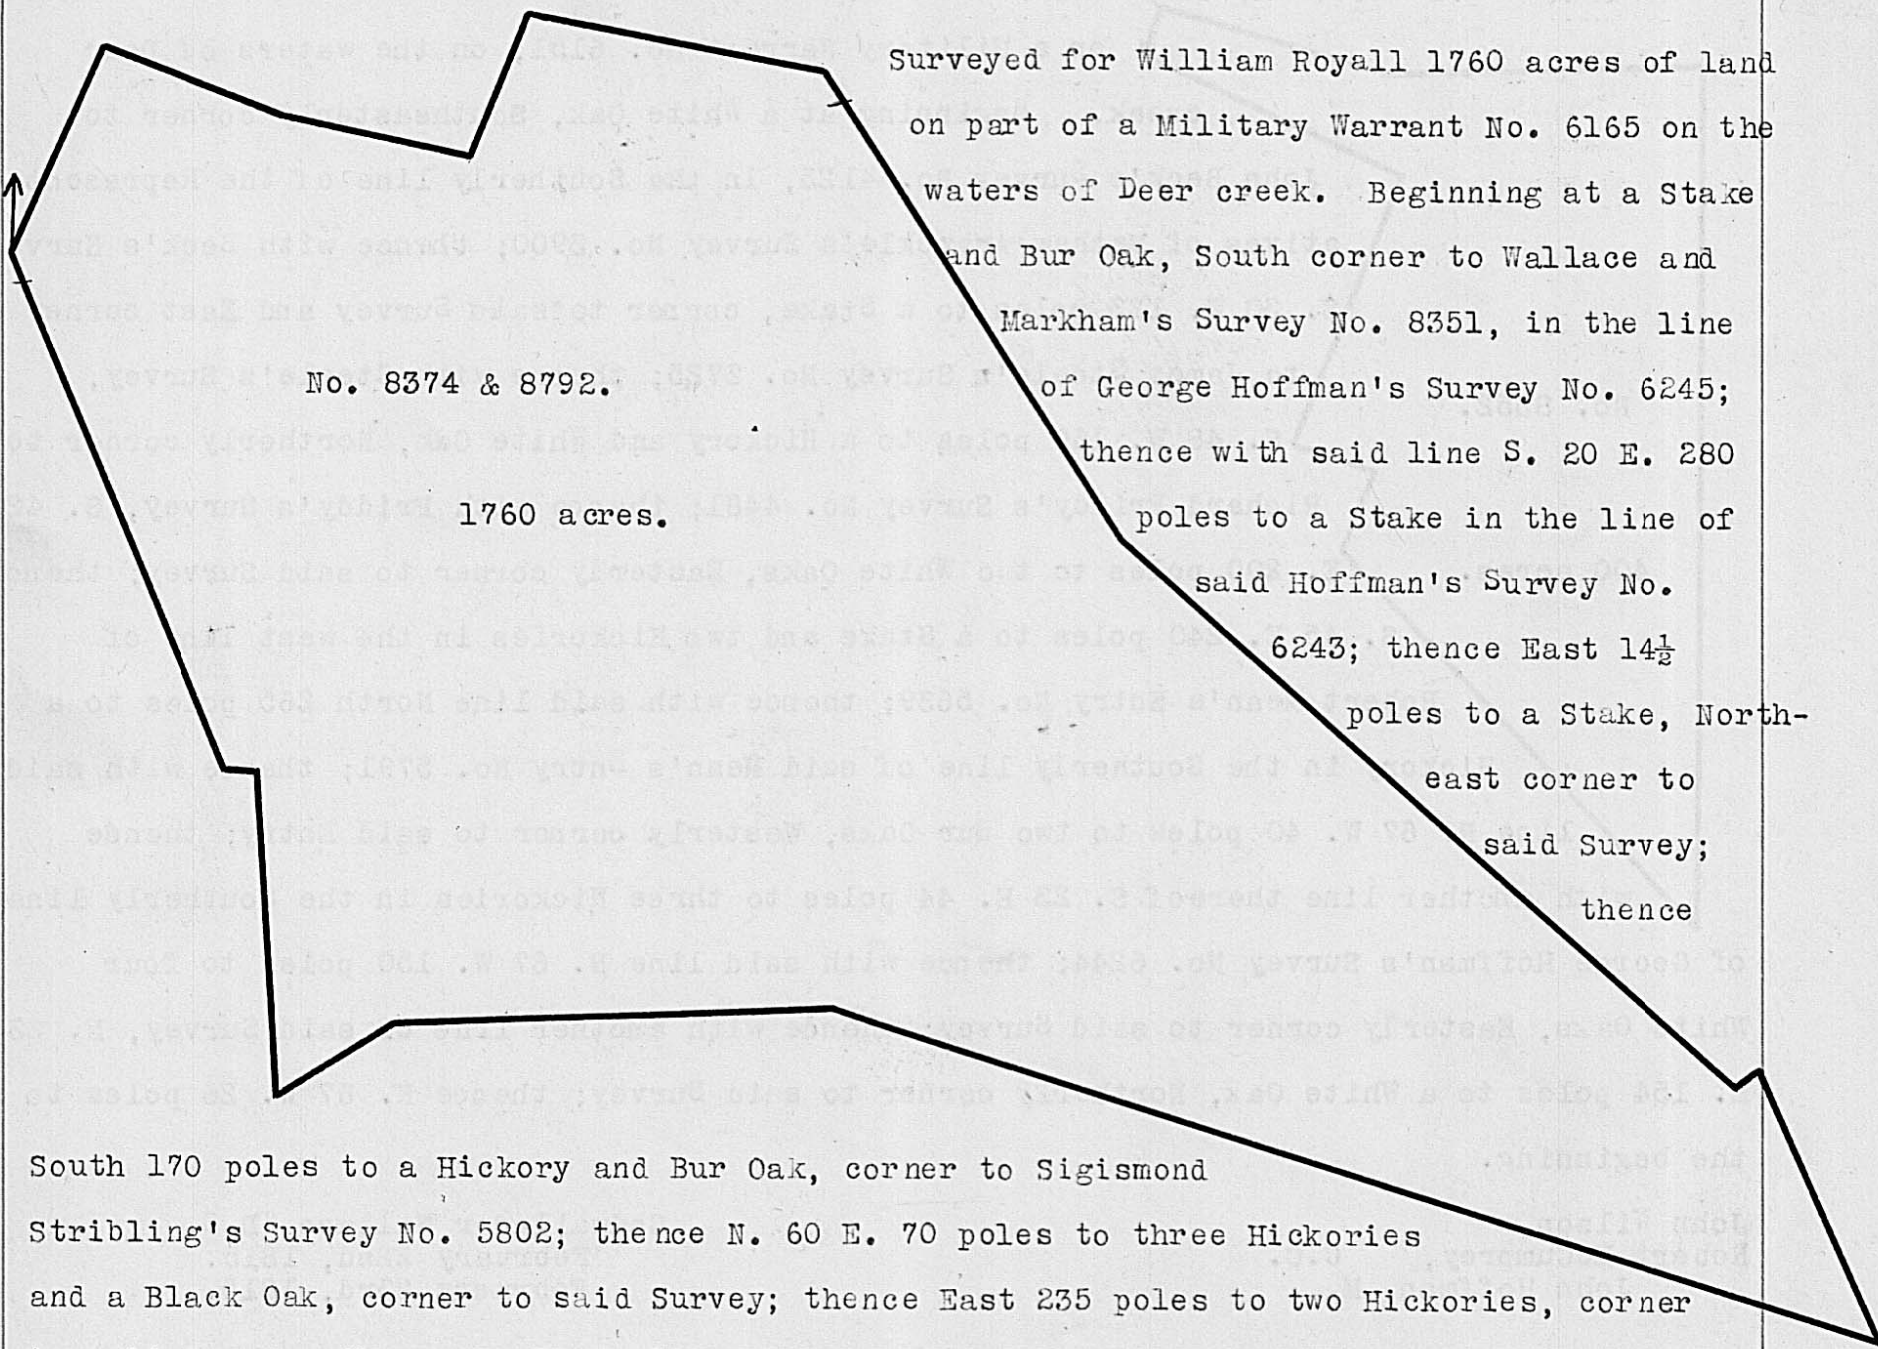 Surveyed for William Royall 1760 acres of land
on part of a Military Warrant No. 6165 on the
waters of Deer creek. Beginning at a Stake
and Bur Oak, South corner to Wallace and
Markham's Survey No. 8351, in the line
of George Hoffman's Survey No. 6245;
thence with said line S. 20 E. 280
poles to a Stake in the line of
said Hoffman's Survey No.
6243; thence East 14½
poles to a Stake, North-
east corner to
said Survey;
thence
No. 8374 & 8792.
1760 acres.
South 170 poles to a Hickory and Bur Oak, corner to Sigismond
Stribling's Survey No. 5802; thence N. 60 E. 70 poles to three Hickories
and a Black Oak, corner to said Survey; thence East 235 poles to two Hickories, corner